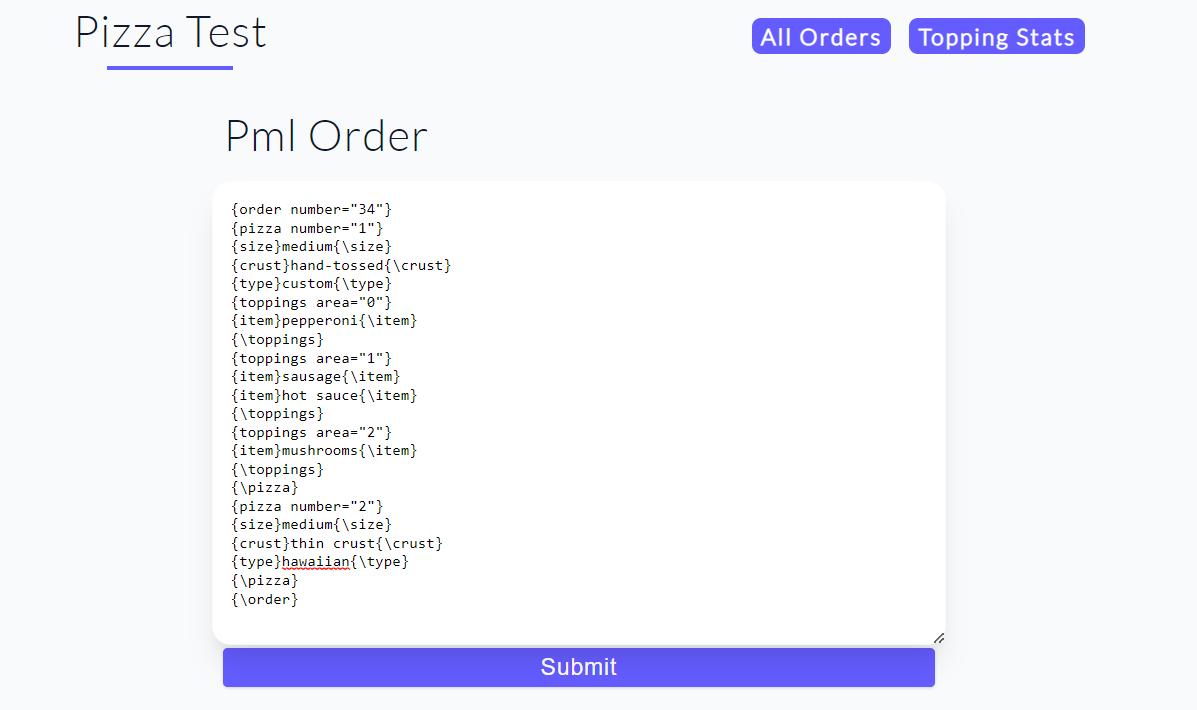 Pizza Test
All Orders
Topping Stats
Pml Order
{order number="34"}
{pizza number="1"}
{size}medium{\size}
{crust}hand-tossed{\crust}
{type}custom{\type}
{toppings area="0"}
{item}pepperoni{\item}
{\toppings}
{toppings area="1"}
{item}sausage{\item}
{item}hot sauce{\item}
{\toppings}
{toppings area="2"}
{item}mushrooms{\item}
{\toppings}
{\pizza}
{pizza number="2"}
{size}medium{\size}
{crust}thin crust{\crust}
{type}hawaiian{\type}
{\pizza}
{\order}
Submit